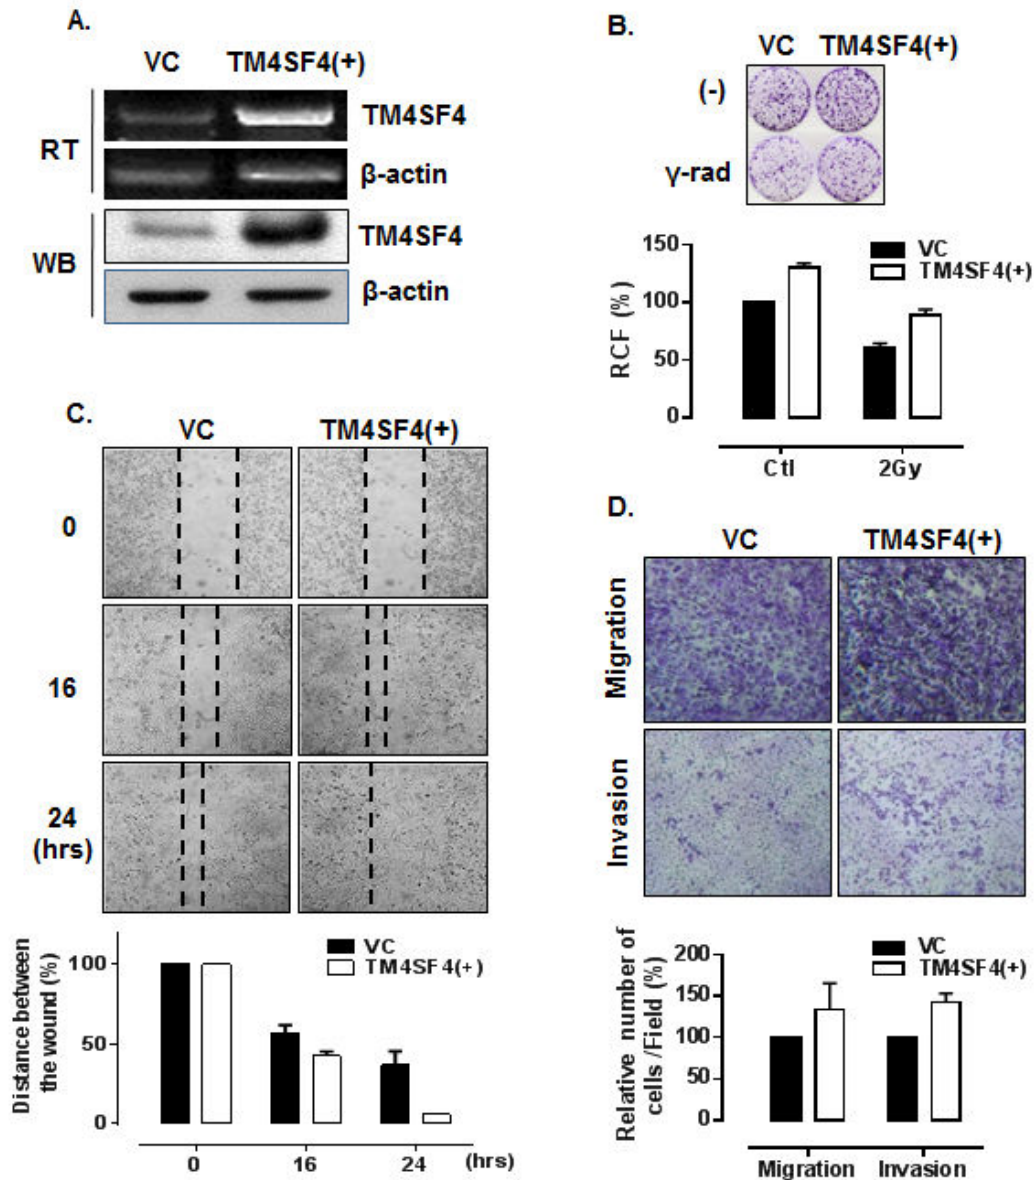 A.
VC TM4SF4(+)
RT
TM4SF4
β-actin
WB
TM4SF4
β-actin
B.
VC TM4SF4(+)
(-)
γ-rad
150
100
50
0
RCF (%)
VC
TM4SF4(+)
Ctl 2Gy
C.
VC TM4SF4(+)
0
16
24
(hrs)
Distance between
the wound (%)
100
50
0
VC
TM4SF4(+)
0 16 24 (hrs)
D.
VC TM4SF4(+)
Migration
Invasion
Relative number of
cells /Field (%)
200
150
100
50
0
VC
TM4SF4(+)
Migration Invasion